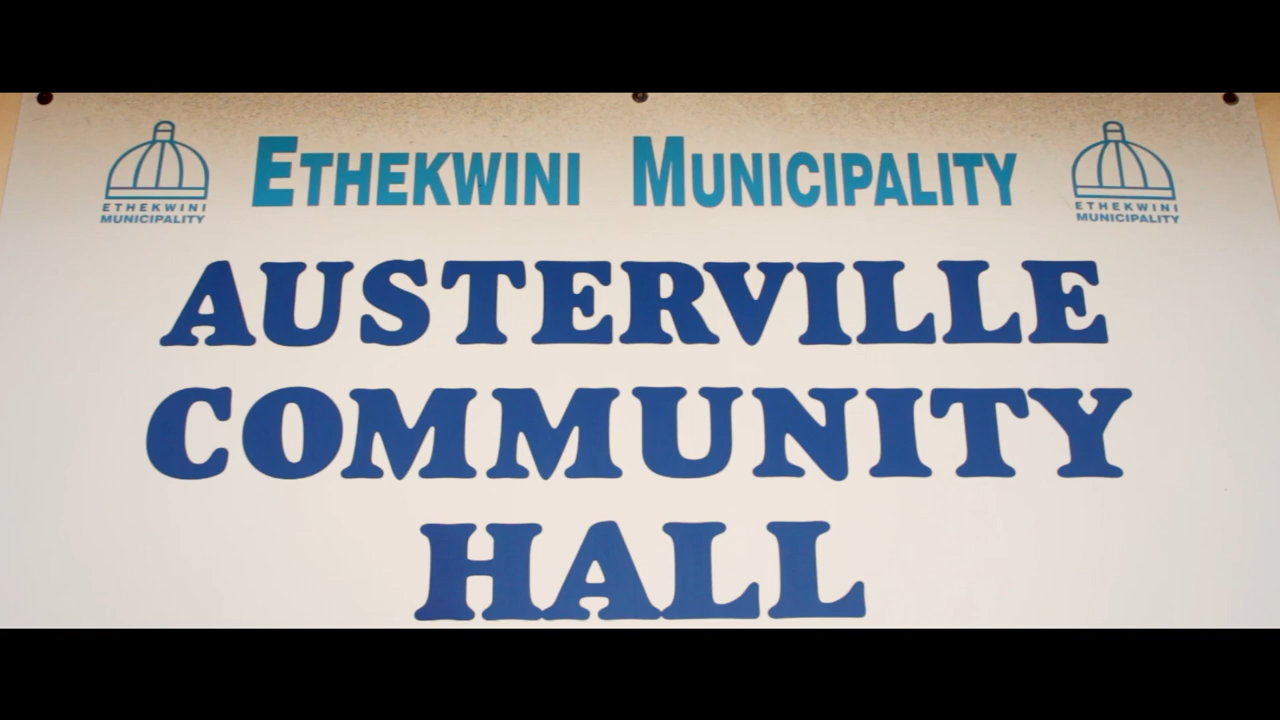 ETHEKWINI MUNICIPALITY
ETHEKWINI
MUNICIPALITY
ETHEKWINI
MUNICIPALITY
AUSTERVILLE
COMMUNITY
HALL